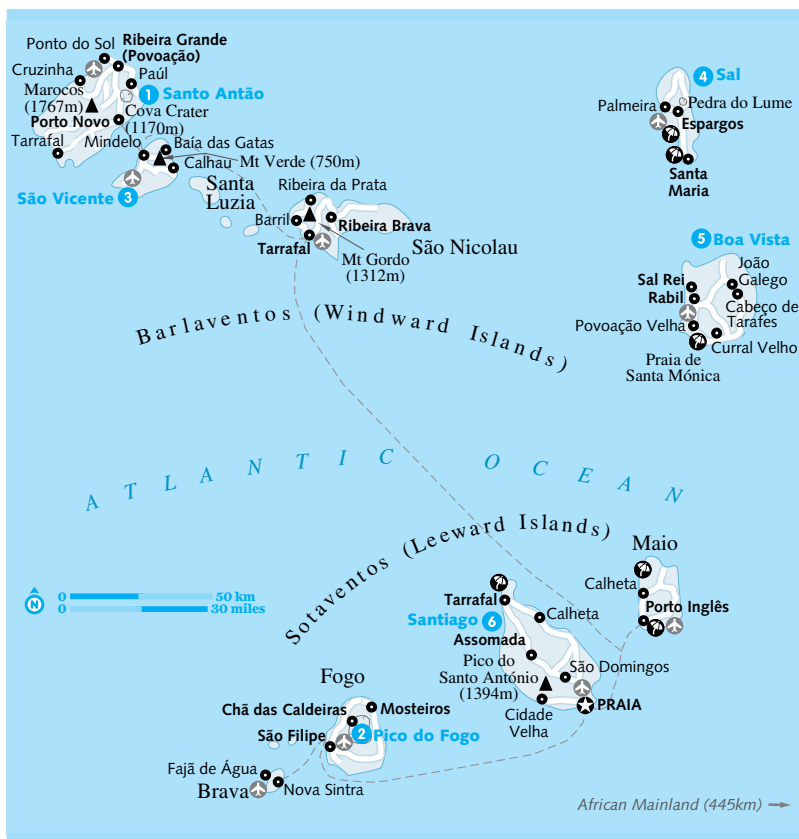 Ponto do Sol
Ribeira Grande
(Povoação)
Cruzinha
Paúl
Marocos
(1767m)
1 Santo Antão
Cova Crater
(1170m)
Porto Novo
Tarrafal
Mindelo
Baía das Gatas
Calhau
Mt Verde (750m)
São Vicente 3
Santa
Luzia
Ribeira da Prata
Barril
Ribeira Brava
Tarrafal
São Nicolau
Mt Gordo
(1312m)
4 Sal
Palmeira
Pedra do Lume
Espargos
Santa
Maria
5 Boa Vista
João
Galego
Sal Rei
Rabil
Cabeço de
Tarafes
Povoação Velha
Curral Velho
Praia de
Santa Mónica
Barlaventos (Windward Islands)
ATLANTIC OCEAN
Sotaventos (Leeward Islands)
N
0 50 km
0 30 miles
Maio
Calheta
Porto Inglês
Tarrafal
Santiago 6
Calheta
Assomada
Pico do
Santo António
(1394m)
São Domingos
PRAIA
Cidade
Velha
Fogo
Chã das Caldeiras
Mosteiros
São Filipe
2 Pico do Fogo
Fajã de Água
Brava
Nova Sintra
African Mainland (445km)